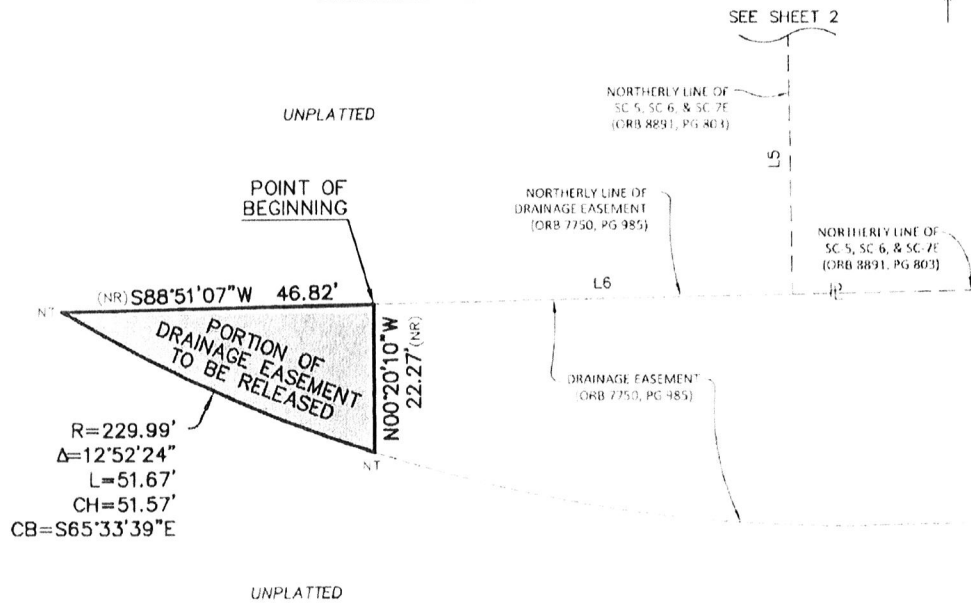 SEE SHEET 2
NORTHERLY LINE OF
SC 5, SC 6, & SC 7E
(ORB 8891, PG 803)
UNPLATTED
L5
POINT OF
BEGINNING
NORTHERLY LINE OF
DRAINAGE EASEMENT
(ORB 7750, PG 985)
NORTHERLY LINE OF
SC 5, SC 6, & SC-7E
(ORB 8891, PG 803)
(NR) S88°51'07"W 46.82'
L6
NT
PORTION OF
DRAINAGE EASEMENT
TO BE RELEASED
N00°20'10"W
22.27' (NR)
DRAINAGE EASEMENT
(ORB 7750, PG 985)
R=229.99'
Δ=12°52'24"
L=51.67'
CH=51.57'
CB=S65°33'39"E
NT
UNPLATTED